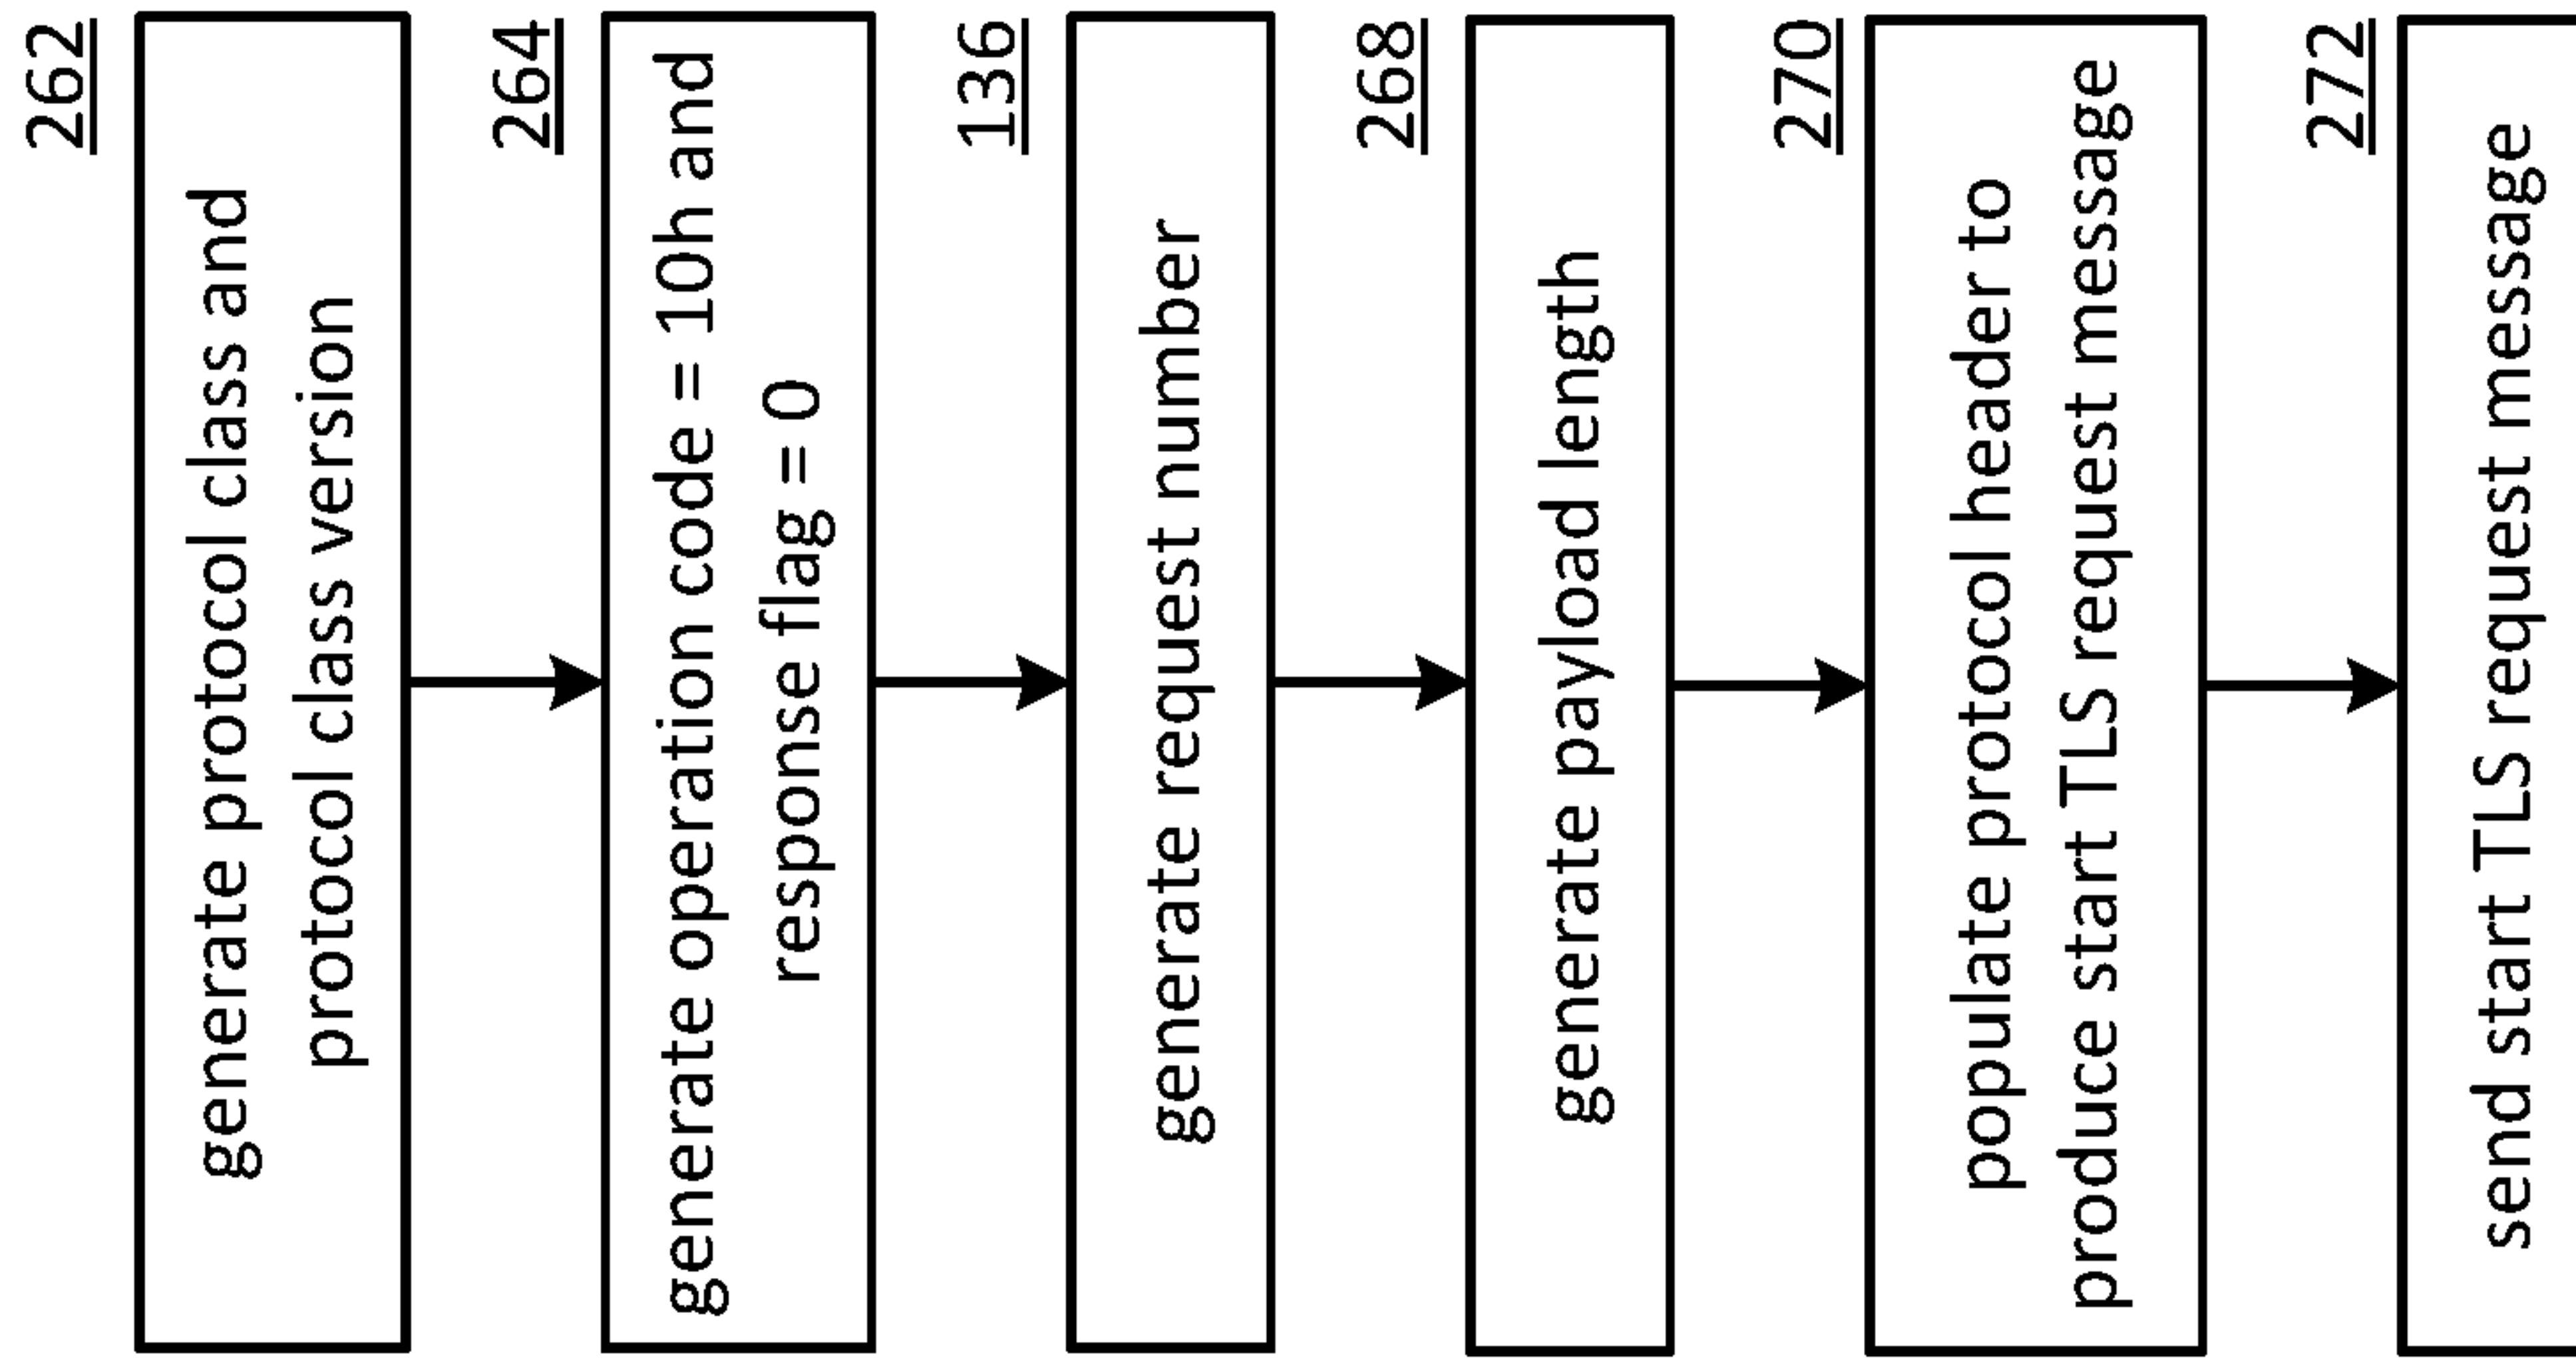 262
generate protocol class and
protocol class version
264
generate operation code = 10h and
response flag = 0
136
generate request number
268
generate payload length
270
populate protocol header to
produce start TLS request message
272
send start TLS request message